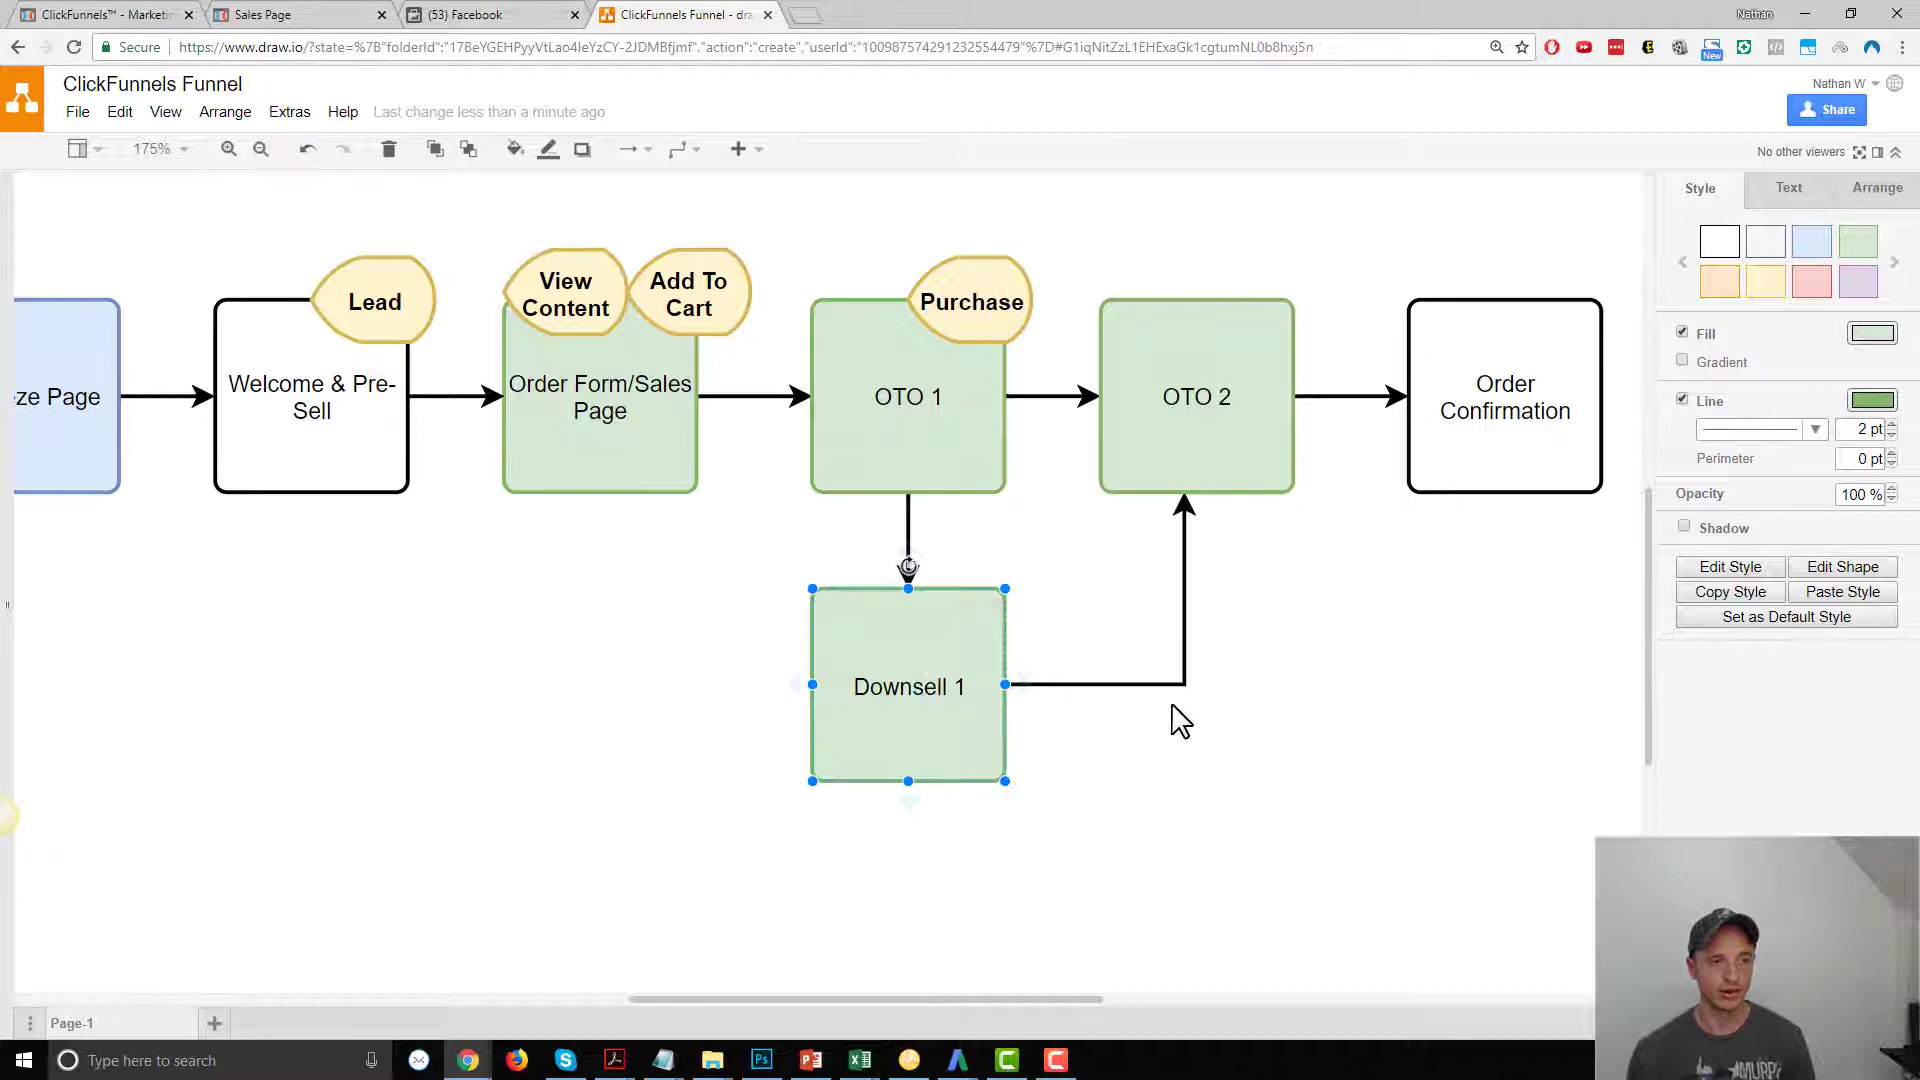 ClickFunnels™ - Marketi
Sales Page
(53) Facebook
ClickFunnels Funnel - dra
Nathan
Secure
https://www.draw.io/?state=%7B"folderId":"17BeYGEHPyyVtLao4leYzCY-2JDMBfjmf","action":"create","userId":"100987574291232554479"%7D#G1iqNitZzL1EHExaGk1cgtumNL0b8hxj5n
New
ClickFunnels Funnel
Nathan W
File Edit View Arrange Extras Help Last change less than a minute ago
Share
175%
No other viewers
Style Text Arrange
Lead
View
Content
Add To
Cart
Purchase
ze Page
Welcome & Pre-
Sell
Order Form/Sales
Page
OTO 1
OTO 2
Order
Confirmation
Downsell 1
Fill
Gradient
Line
2 pt
Perimeter
0 pt
Opacity
100 %
Shadow
Edit Style
Edit Shape
Copy Style
Paste Style
Set as Default Style
Page-1
Type here to search
Ps
MURPH